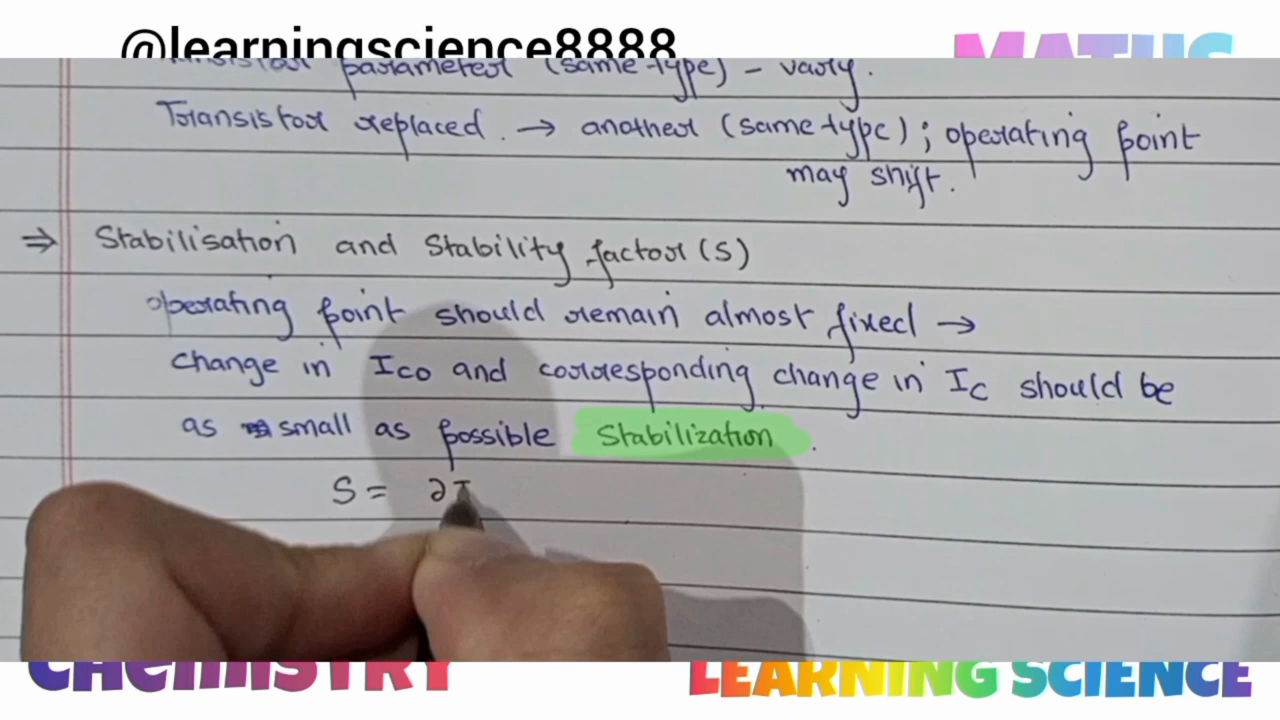 @learningscience8888
MATHS
parameter (same type) - vary.
Transistor replaced. → another (same type); operating point
may shift.
⇒ Stabilisation and Stability factor (S)
operating point should remain almost fixed →
change in Ico and corresponding change in Ic should be
as small as possible Stabilization .
S = ∂I
CHEMISTRY
LEARNING SCIENCE